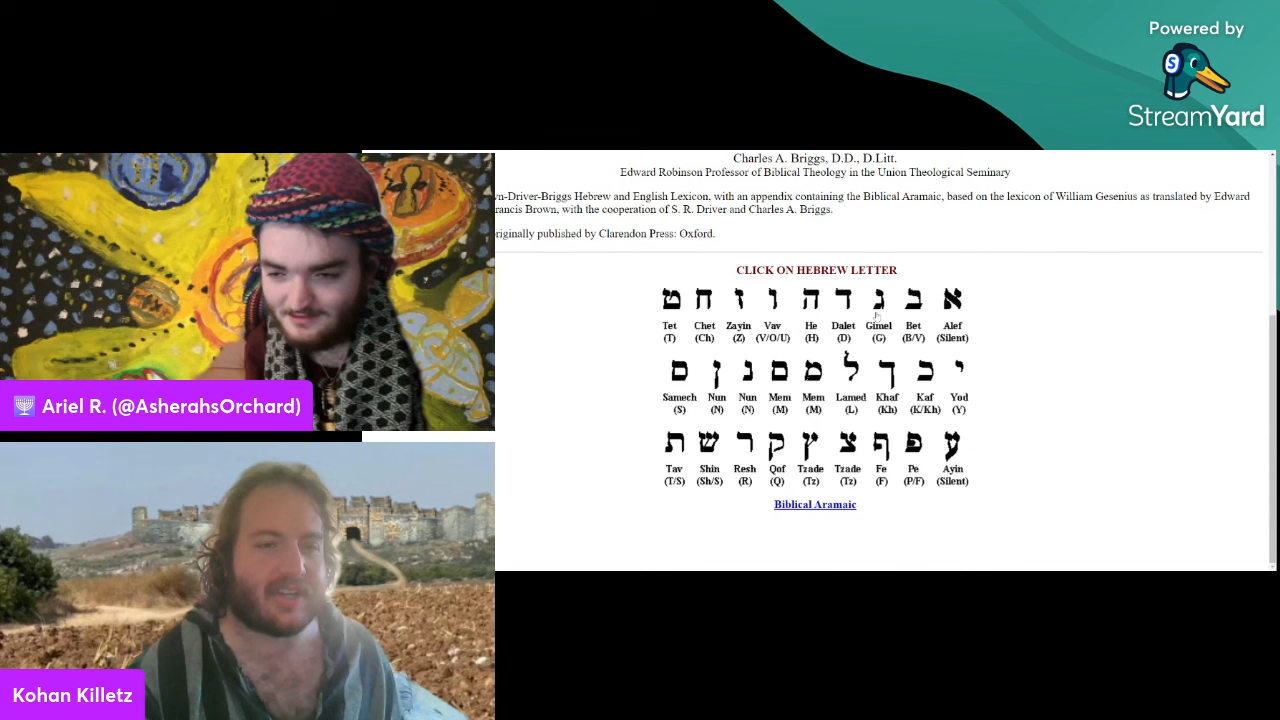 Powered by
StreamYard
Charles A. Briggs, D.D., D.Litt.
Edward Robinson Professor of Biblical Theology in the Union Theological Seminary
-Driver-Briggs Hebrew and English Lexicon, with an appendix containing the Biblical Aramaic, based on the lexicon of William Gesenius as translated by Edward
Francis Brown, with the cooperation of S. R. Driver and Charles A. Briggs.
originally published by Clarendon Press: Oxford.
CLICK ON HEBREW LETTER
א ב ג ד ה ו ז ח ט
Tet Chet Zayin Vav He Dalet Gimel Bet Alef
(T) (Ch) (Z) (V/O/U) (H) (D) (G) (B/V) (Silent)
י כ ך ל מ ם נ ן ס
Samech Nun Nun Mem Mem Lamed Khaf Kaf Yod
(S) (N) (N) (M) (M) (L) (Kh) (K/Kh) (Y)
ע פ ף צ ץ ק ר ש ת
Tav Shin Resh Qof Tzade Tzade Fe Pe Ayin
(T/S) (Sh/S) (R) (Q) (Tz) (Tz) (F) (P/F) (Silent)
Biblical Aramaic
Ariel R. (@AsherahsOrchard)
Kohan Killetz